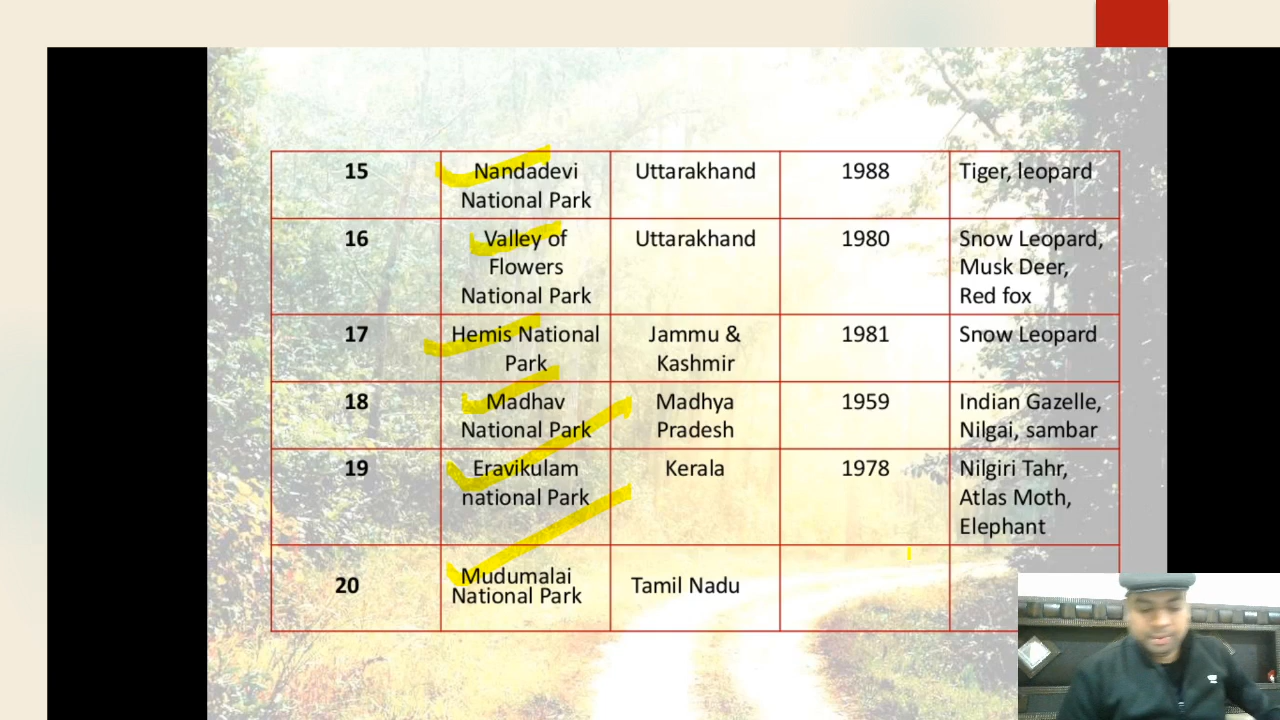 15 Nandadevi Uttarakhand 1988 Tiger, leopard
National Park
16 Valley of Uttarakhand 1980 Snow Leopard,
Flowers Musk Deer,
National Park Red fox
17 Hemis National Jammu & 1981 Snow Leopard
Park Kashmir
18 Madhav Madhya 1959 Indian Gazelle,
National Park Pradesh Nilgai, sambar
19 Eravikulam Kerala 1978 Nilgiri Tahr,
national Park Atlas Moth,
Elephant
20 Mudumalai Tamil Nadu
National Park